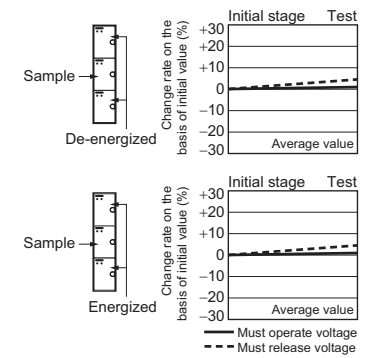 Initial stage Test
Change rate on the
basis of initial value (%)
+30
+20
+10
0
−10
−20
−30
Sample
De-energized
Average value
Initial stage Test
Change rate on the
basis of initial value (%)
+30
+20
+10
0
−10
−20
−30
Sample
Energized
Average value
Must operate voltage
Must release voltage